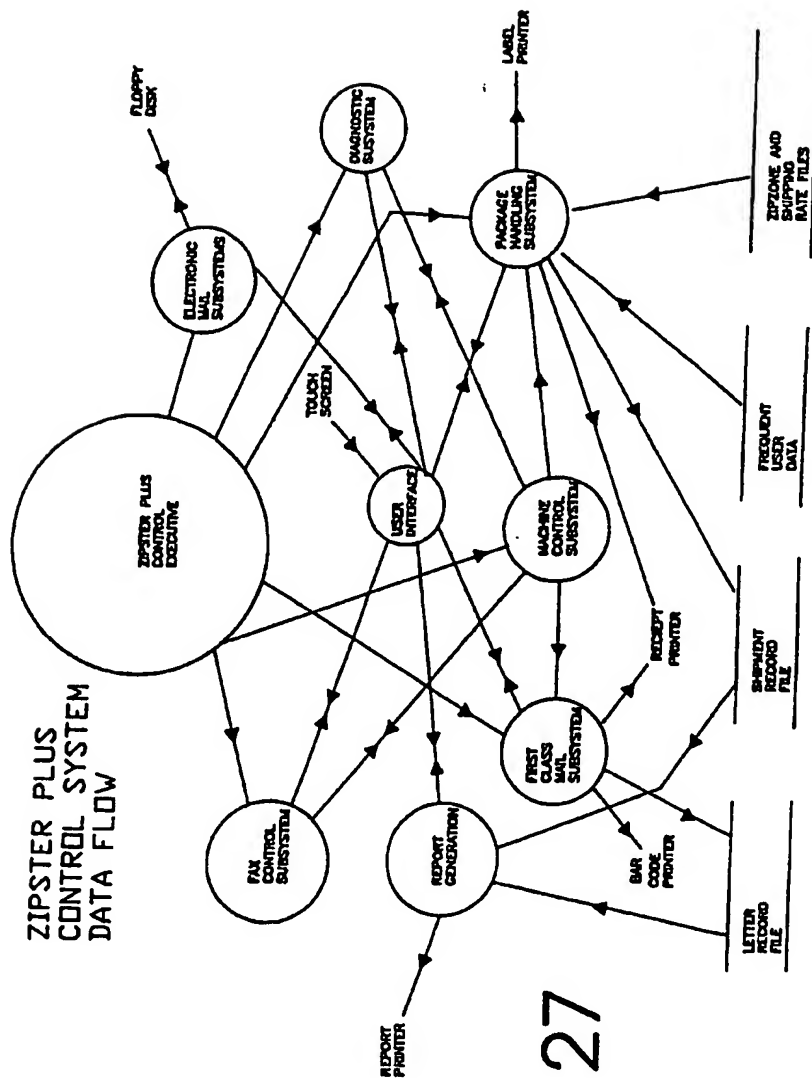 ZIPSTER PLUS
CONTROL SYSTEM
DATA FLOW
FLOPPY
DISK
ELECTRONIC
MAIL
SUBSYSTEMS
DIAGNOSTIC
SUSYSTEM
ZIPSTER PLUS
CONTROL
EXECUTIVE
TOUCH
SCREEN
USER
INTERFACE
FAX
CONTROL
SUBSYSTEM
REPORT
GENERATION
REPORT
PRINTER
FIRST
CLASS
MAIL
SUBSYSTEM
MACHINE
CONTROL
SUBSYSTEM
PACKAGE
HANDLING
SUBSYSTEM
LABEL
PRINTER
BAR
CODE
PRINTER
RECIEPT
PRINTER
LETTER
RECORD
FILE
SHIPMENT
RECORD
FILE
FREQUENT
USER
DATA
ZIPZONE AND
SHIPPING
RATE FILES
27